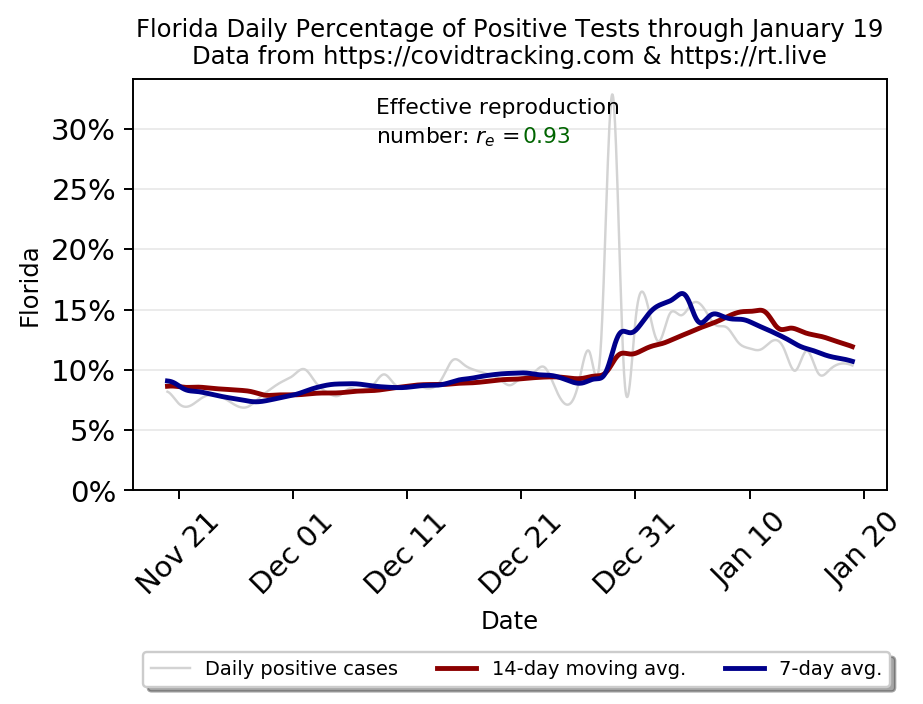 Florida Daily Percentage of Positive Tests through January 19
Data from https://covidtracking.com & https://rt.live
Effective reproduction
number: rₑ =0.93
30%
25%
20%
15%
10%
5%
0%
Florida
Nov 21
Dec 01
Dec 11
Dec 21
Dec 31
Jan 10
Jan 20
Date
Daily positive cases
14-day moving avg.
7-day avg.